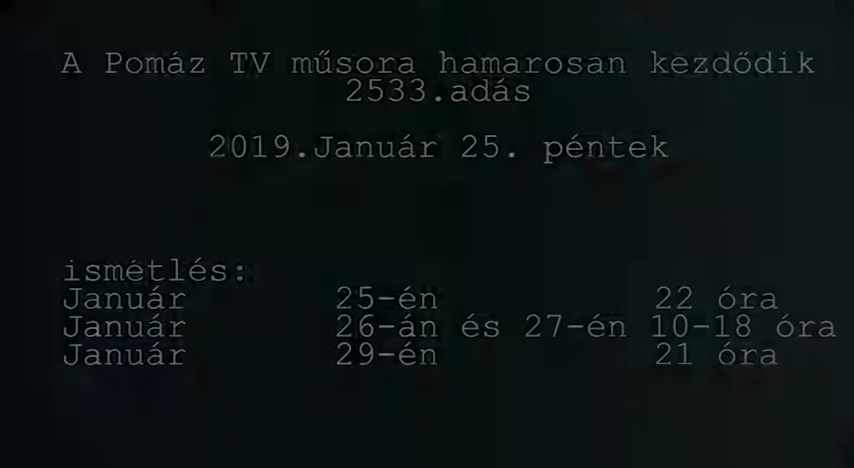 A Pomáz TV műsora hamarosan kezdődik
2533.adás
2019.Január 25. péntek
ismétlés:
Január 25-én 22 óra
Január 26-án és 27-én 10-18 óra
Január 29-én 21 óra